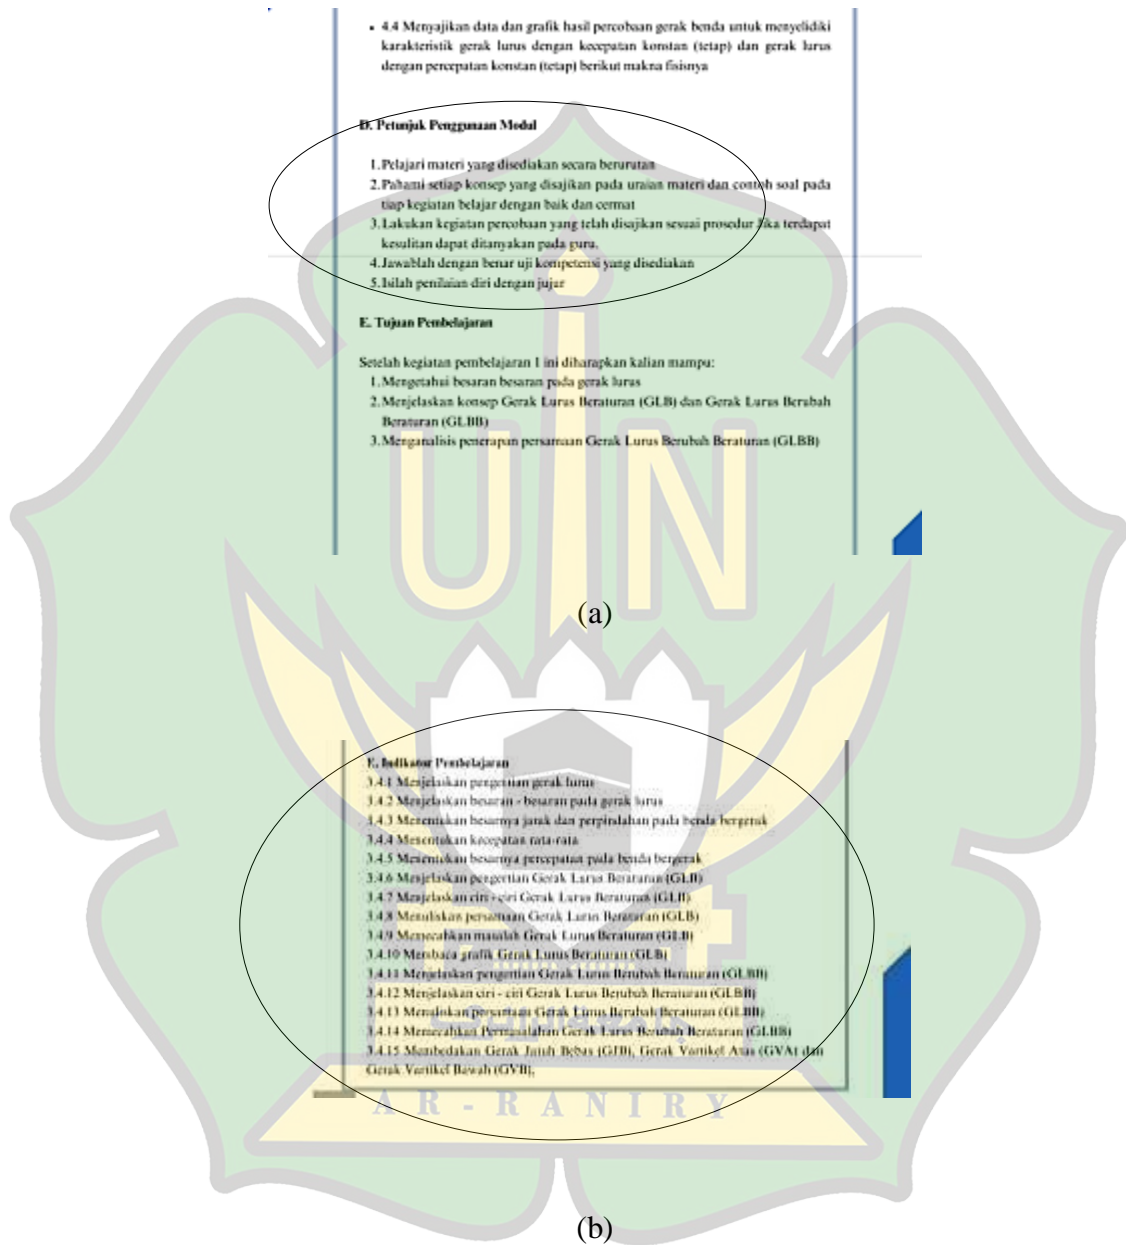 • 4.4 Menyajikan data dan grafik hasil percobaan gerak benda untuk menyelidiki
karakteristik gerak lurus dengan kecepatan konstan (tetap) dan gerak lurus
dengan percepatan konstan (tetap) berikut makna fisisnya
D. Petunjuk Penggunaan Modul
1. Pelajari materi yang disediakan secara berurutan
2. Pahami setiap konsep yang disajikan pada uraian materi dan contoh soal pada
tiap kegiatan belajar dengan baik dan cermat
3. Lakukan kegiatan percobaan yang telah disajikan sesuai prosedur Jika terdapat
kesulitan dapat ditanyakan pada guru.
4. Jawablah dengan benar uji kompetensi yang disediakan
5. Isilah penilaian diri dengan jujur
E. Tujuan Pembelajaran
Setelah kegiatan pembelajaran 1 ini diharapkan kalian mampu:
1. Mengetahui besaran besaran pada gerak lurus
2. Menjelaskan konsep Gerak Lurus Beraturan (GLB) dan Gerak Lurus Berubah
Beraturan (GLBB)
3. Menganalisis penerapan persamaan Gerak Lurus Berubah Beraturan (GLBB)
UIN
(a)
E. Indikator Pembelajaran
3.4.1 Menjelaskan pengertian gerak lurus
3.4.2 Menjelaskan besaran - besaran pada gerak lurus
3.4.3 Menentukan besarnya jarak dan perpindahan pada benda bergerak
3.4.4 Menentukan kecepatan rata-rata
3.4.5 Menentukan besarnya percepatan pada benda bergerak
3.4.6 Menjelaskan pengertian Gerak Lurus Beraturan (GLB)
3.4.7 Menjelaskan ciri - ciri Gerak Lurus Beraturan (GLB)
3.4.8 Menuliskan persamaan Gerak Lurus Beraturan (GLB)
3.4.9 Memecahkan masalah Gerak Lurus Beraturan (GLB)
3.4.10 Membaca grafik Gerak Lurus Beraturan (GLB)
3.4.11 Menjelaskan pengertian Gerak Lurus Berubah Beraturan (GLBB)
3.4.12 Menjelaskan ciri - ciri Gerak Lurus Berubah Beraturan (GLBB)
3.4.13 Menuliskan persamaan Gerak Lurus Berubah Beraturan (GLBB)
3.4.14 Memecahkan Permasalahan Gerak Lurus Berubah Beraturan (GLBB)
3.4.15 Membedakan Gerak Jatuh Bebas (GJB), Gerak Vertikel Atas (GVA) dan
Gerak Vertikel Bawah (GVB),
جامعة الرانيري
AR-RANIRY
(b)